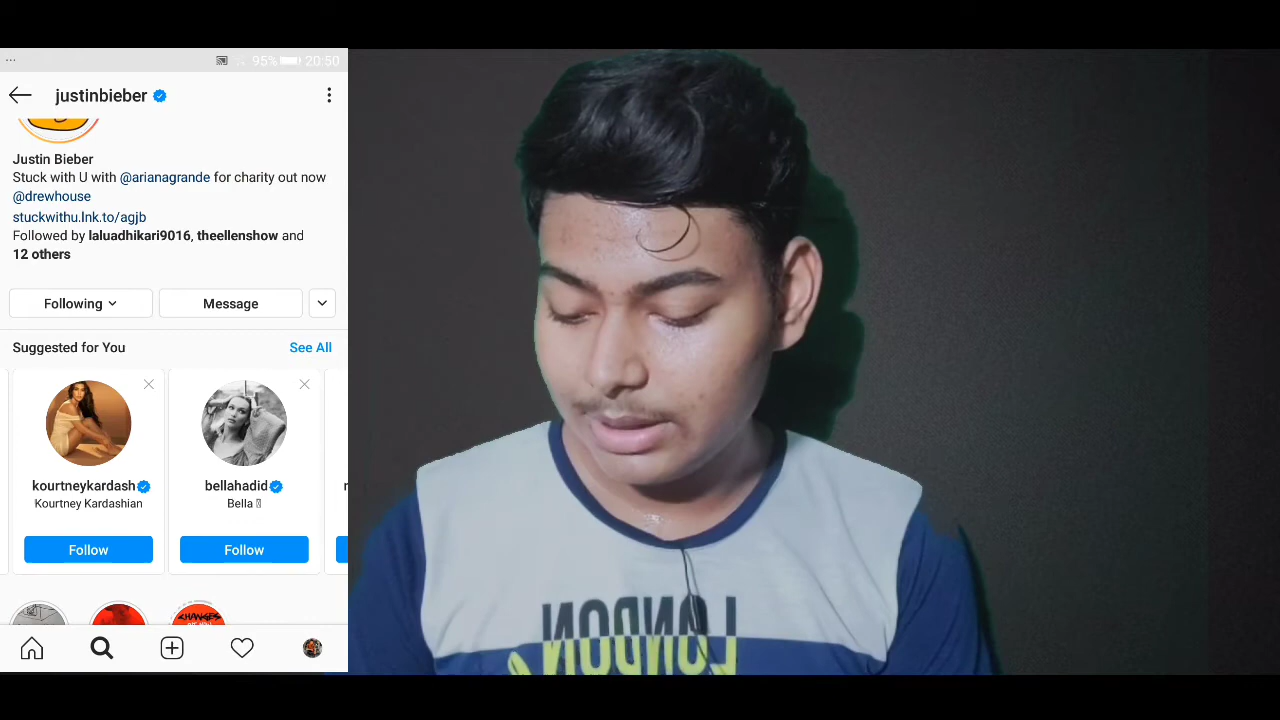 95% 20:50
justinbieber
Justin Bieber
Stuck with U with @arianagrande for charity out now
@drewhouse
stuckwithu.lnk.to/agjb
Followed by laluadhikari9016, theellenshow and
12 others
Following Message
Suggested for You See All
kourtneykardash bellahadid
Kourtney Kardashian Bella
Follow Follow
CHANGES
LONDON